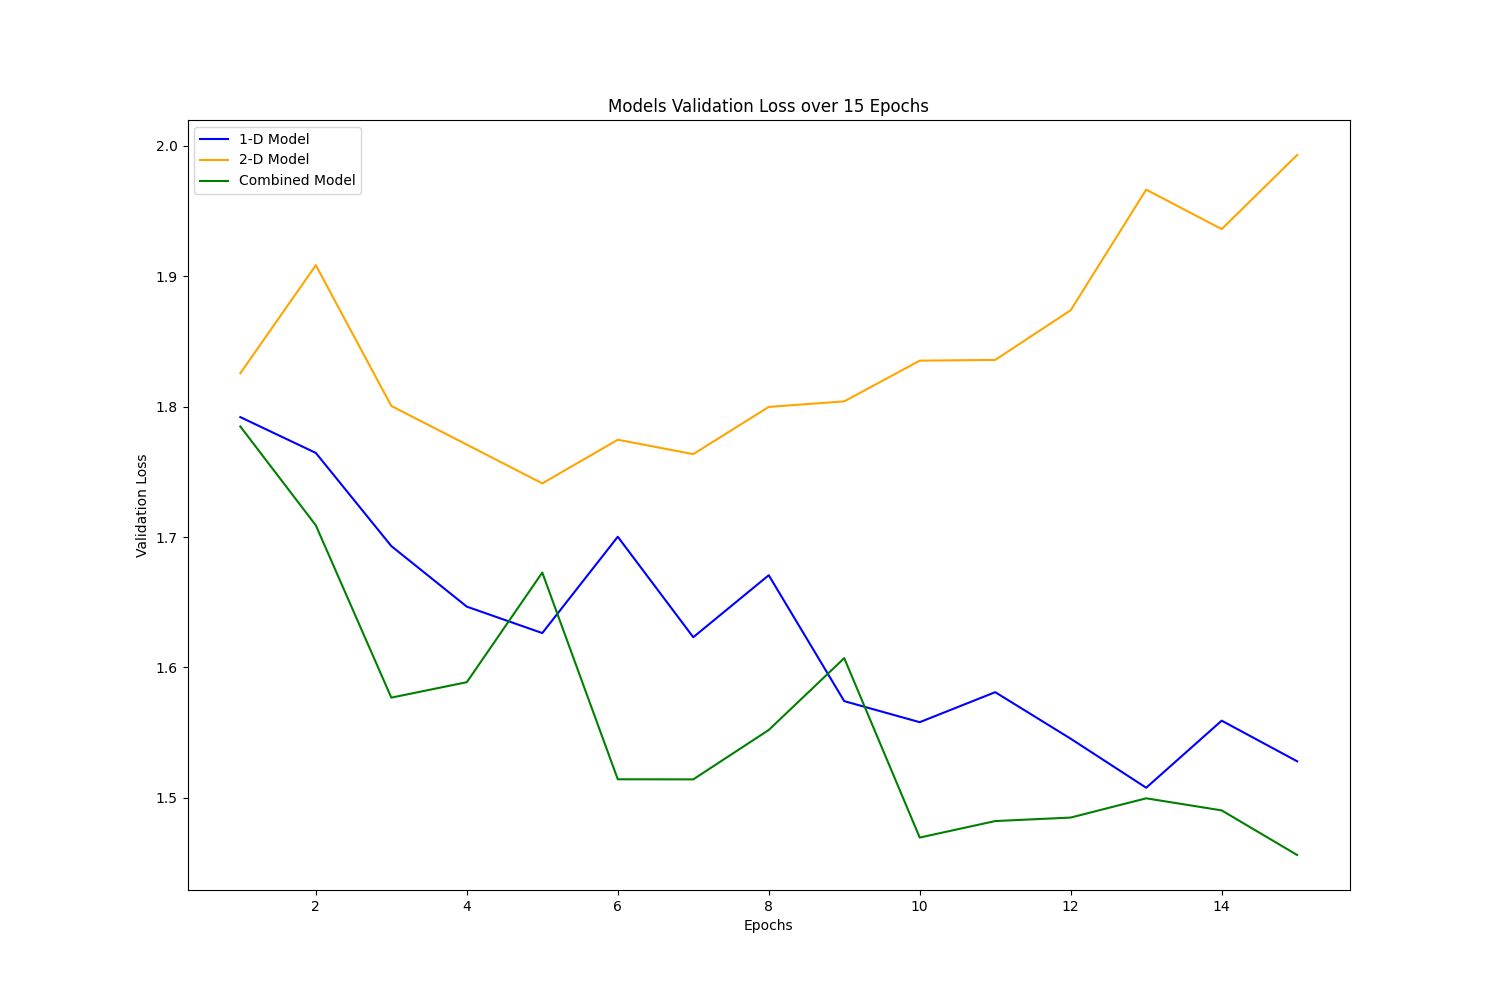 Models Validation Loss over 15 Epochs
1-D Model
2-D Model
Combined Model
2.0
1.9
1.8
1.7
1.6
1.5
Validation Loss
2 4 6 8 10 12 14
Epochs